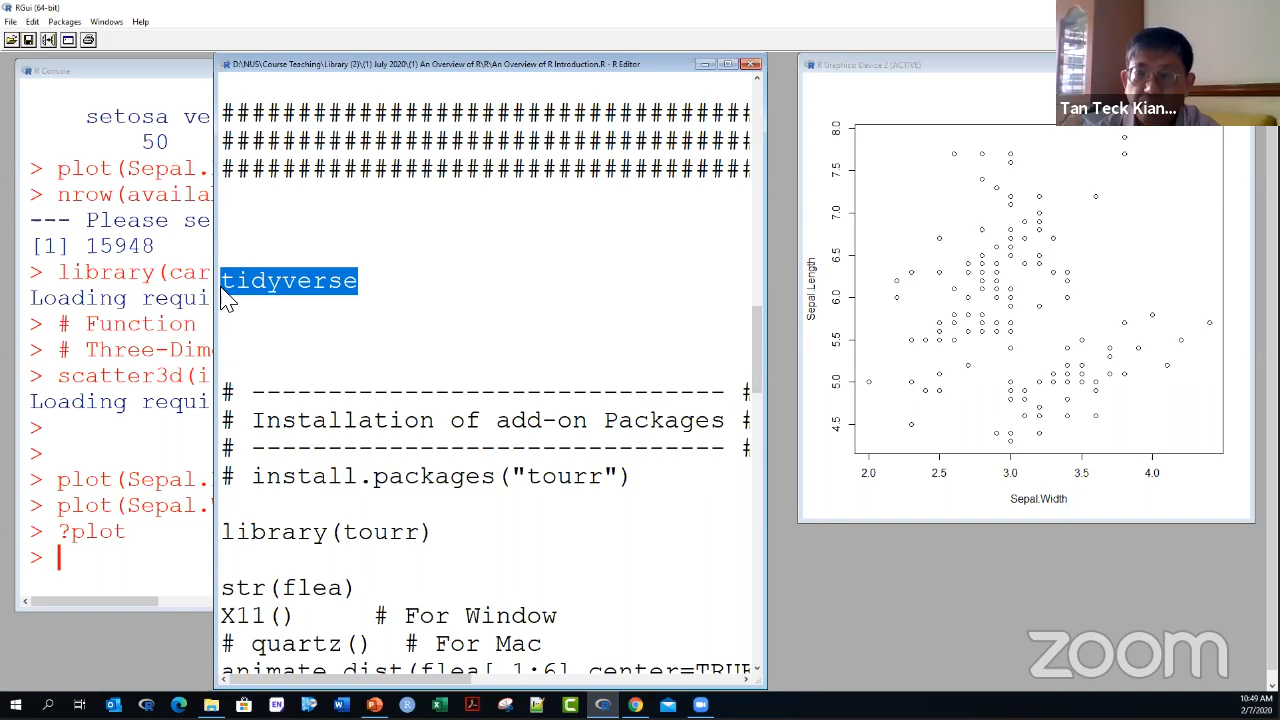 RGui (64-bit)
File Edit Packages Windows Help
R Console
setosa ve
50
> plot(Sepal.
> nrow(availa
--- Please se
[1] 15948
> library(car
Loading requi
> # Function
> # Three-Dim
> scatter3d(i
Loading requi
>
>
> plot(Sepal.
> plot(Sepal.W
> ?plot
>
D:\NUS\Course Teaching\Library (2)\(1) July 2020\(1) An Overview of R\R\An Overview of R Introduction.R - R Editor
##################################
##################################
##################################
tidyverse
# ------------------------------- #
# Installation of add-on Packages #
# ------------------------------- #
# install.packages("tourr")
library(tourr)
str(flea)
X11() # For Window
# quartz() # For Mac
animate_dist(flea[,1:6],center=TRUE
R Graphics: Device 2 (ACTIVE)
Sepal.Length
8.0
7.5
7.0
6.5
6.0
5.5
5.0
4.5
2.0 2.5 3.0 3.5 4.0
Sepal.Width
Tan Teck Kian...
zoom
10:49 AM
2/7/2020